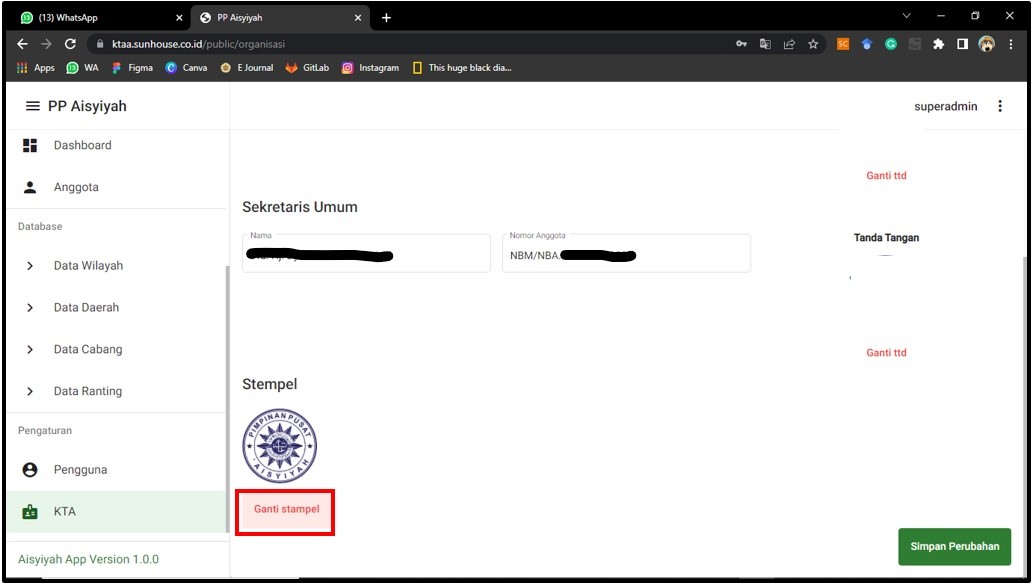 (13) WhatsApp
PP Aisyiyah
ktaa.sunhouse.co.id/public/organisasi
SC
Apps
WA
Figma
Canva
E Journal
GitLab
Instagram
This huge black dia...
PP Aisyiyah
superadmin
Dashboard
Anggota
Database
Data Wilayah
Data Daerah
Data Cabang
Data Ranting
Pengaturan
Pengguna
KTA
Aisyiyah App Version 1.0.0
Ganti ttd
Sekretaris Umum
Nama
Nomor Anggota
NBM/NBA.
Tanda Tangan
Ganti ttd
Stempel
PIMPINAN PUSAT
'AISYIYAH
Ganti stampel
Simpan Perubahan